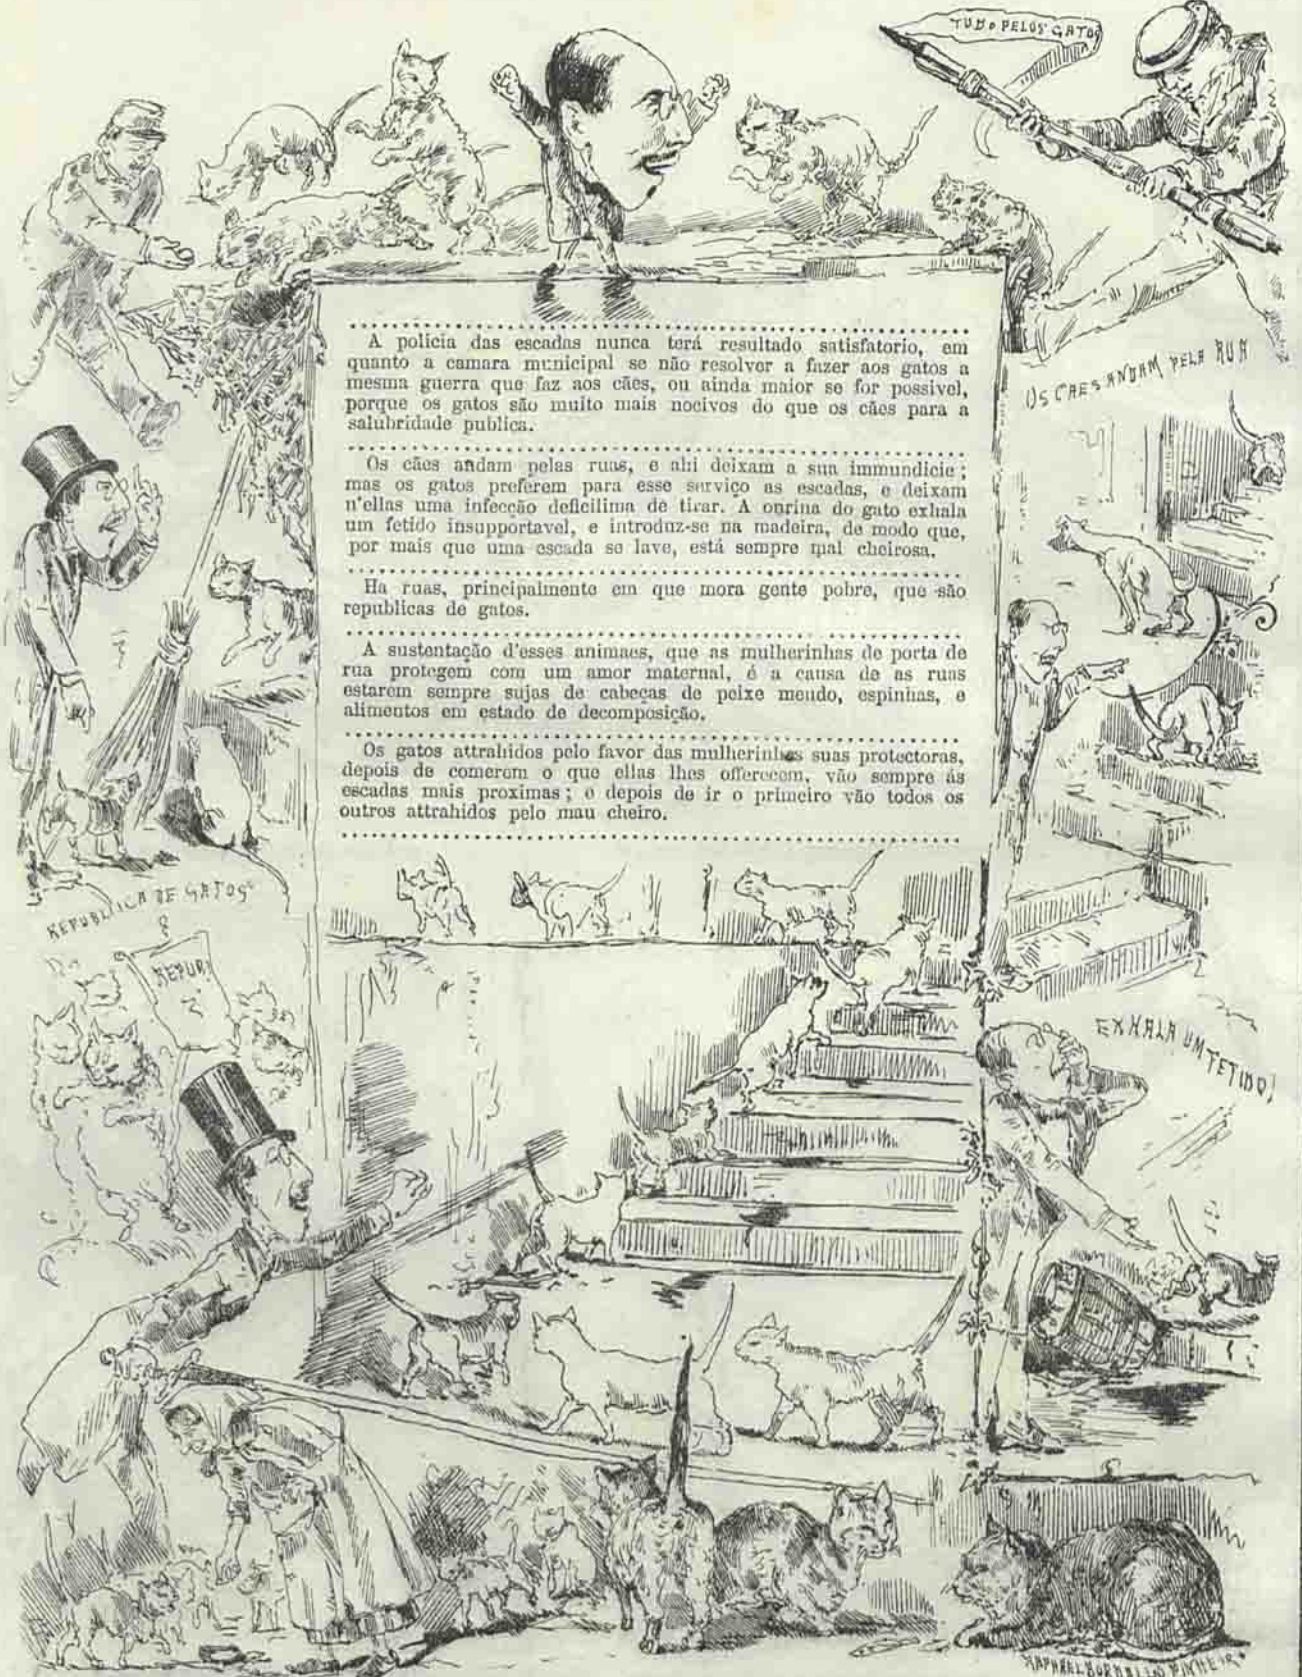 TUDO PELOS GATOS
A policia das escadas nunca terá resultado satisfatorio, em
quanto a camara municipal se não resolver a fazer aos gatos a
mesma guerra que faz aos cães, ou ainda maior se for possivel,
porque os gatos são muito mais nocivos do que os cães para a
salubridade publica.
Os cães andam pelas ruas, e ahi deixam a sua immundicie;
mas os gatos preferem para esse serviço as escadas, e deixam
n'ellas uma infecção deficilima de tirar. A ourina do gato exhala
um fetido insupportavel, e introduz-se na madeira, de modo que,
por mais que uma escada se lave, está sempre mal cheirosa.
Ha ruas, principalmente em que mora gente pobre, que são
republicas de gatos.
A sustentação d'esses animaes, que as mulherinhas de porta de
rua protegem com um amor maternal, é a causa de as ruas
estarem sempre sujas de cabeças de peixe meudo, espinhas, e
alimentos em estado de decomposição.
Os gatos attrahidos pelo favor das mulherinhas suas protectoras,
depois de comerem o que ellas lhes offerecem, vão sempre ás
escadas mais proximas; e depois de ir o primeiro vão todos os
outros attrahidos pelo mau cheiro.
OS CAES ANDAM PELA RUA
REPUBLICA DE GATOS
REPUB
EXHALA UM FETIDO!
RAPHAEL BORDALLO PINHEIRO